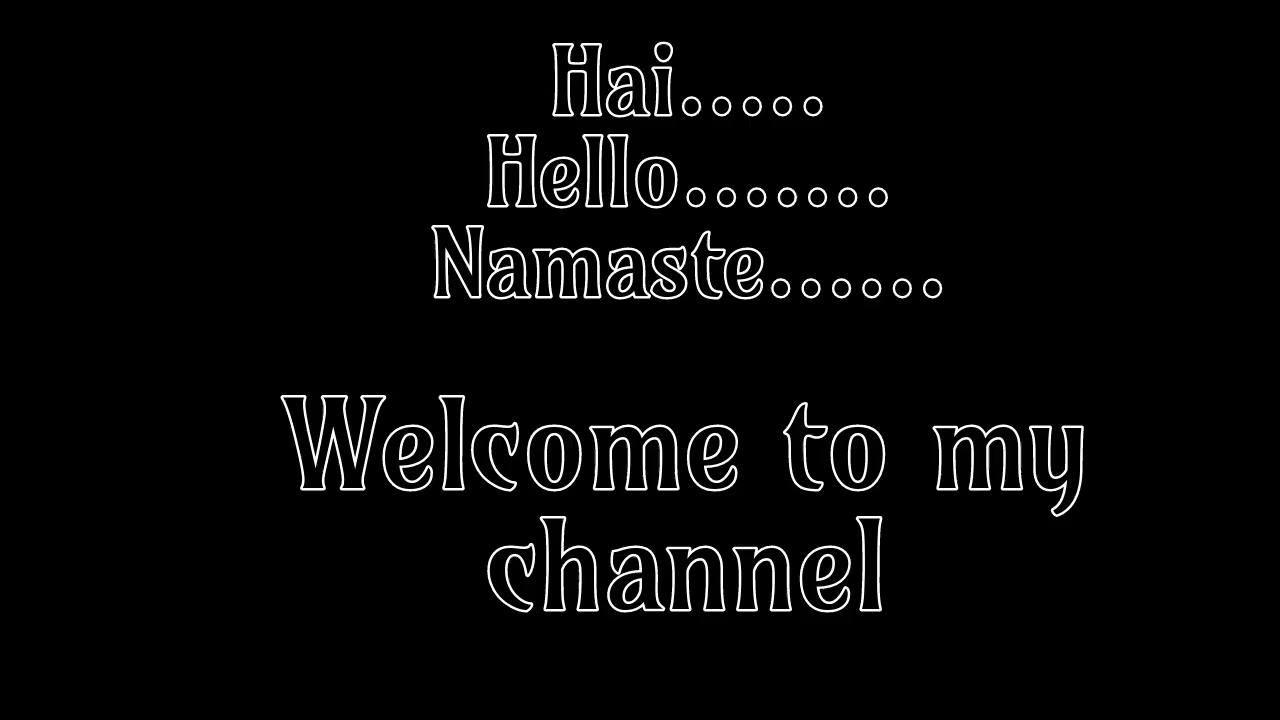 Hai.....
Hello.......
Namaste......
Welcome to my
channel